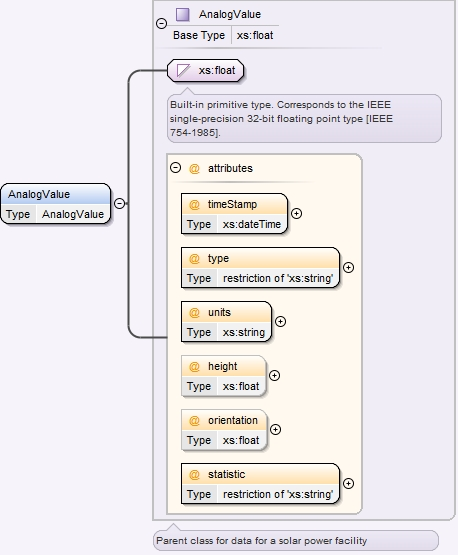 AnalogValue
Base Type xs:float
xs:float
Built-in primitive type. Corresponds to the IEEE
single-precision 32-bit floating point type [IEEE
754-1985].
@ attributes
AnalogValue
Type AnalogValue
@ timeStamp
Type xs:dateTime
@ type
Type restriction of 'xs:string'
@ units
Type xs:string
@ height
Type xs:float
@ orientation
Type xs:float
@ statistic
Type restriction of 'xs:string'
Parent class for data for a solar power facility